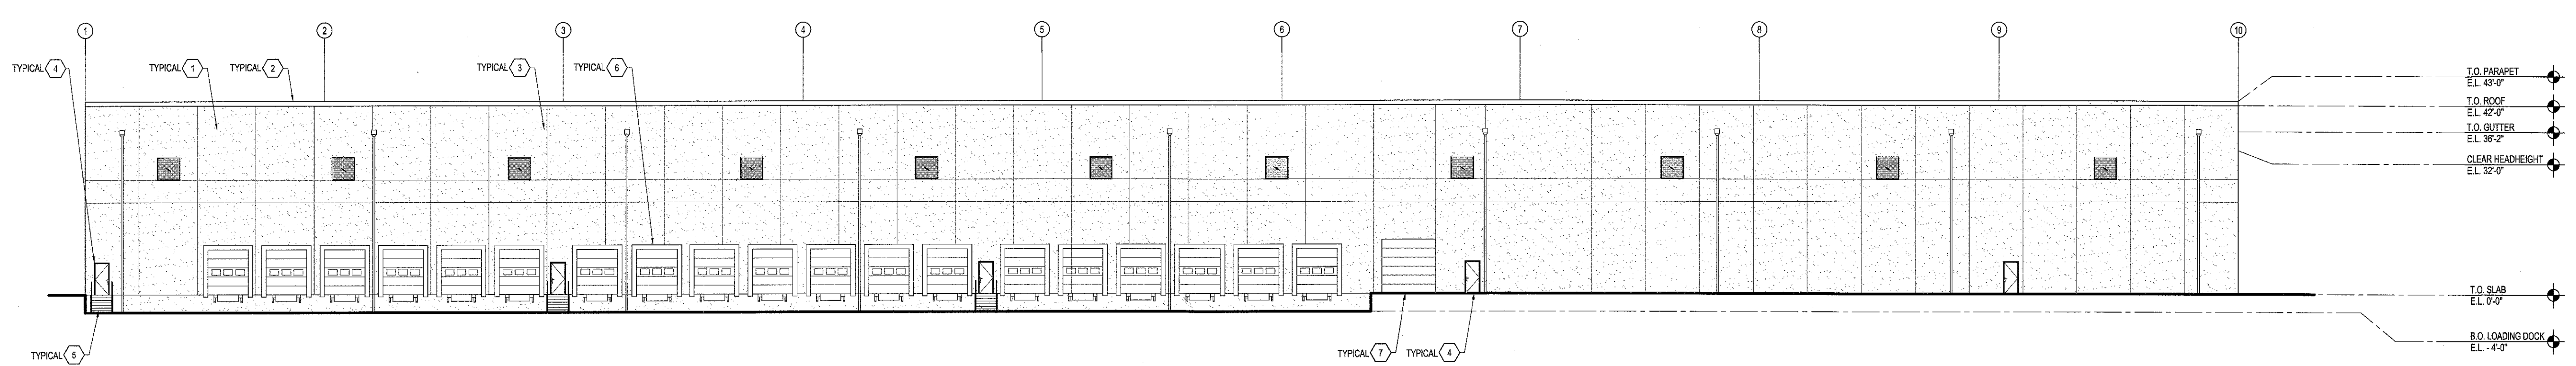 1 2 3 4 5 6 7 8 9 10
TYPICAL 4
TYPICAL 1
TYPICAL 2
TYPICAL 3
TYPICAL 6
T.O. PARAPET
E.L. 43'-0"
T.O. ROOF
E.L. 42'-0"
T.O. GUTTER
E.L. 36'-2"
CLEAR HEADHEIGHT
E.L. 32'-0"
T.O. SLAB
E.L. 0'-0"
B.O. LOADING DOCK
E.L. - 4'-0"
TYPICAL 5
TYPICAL 7
TYPICAL 4